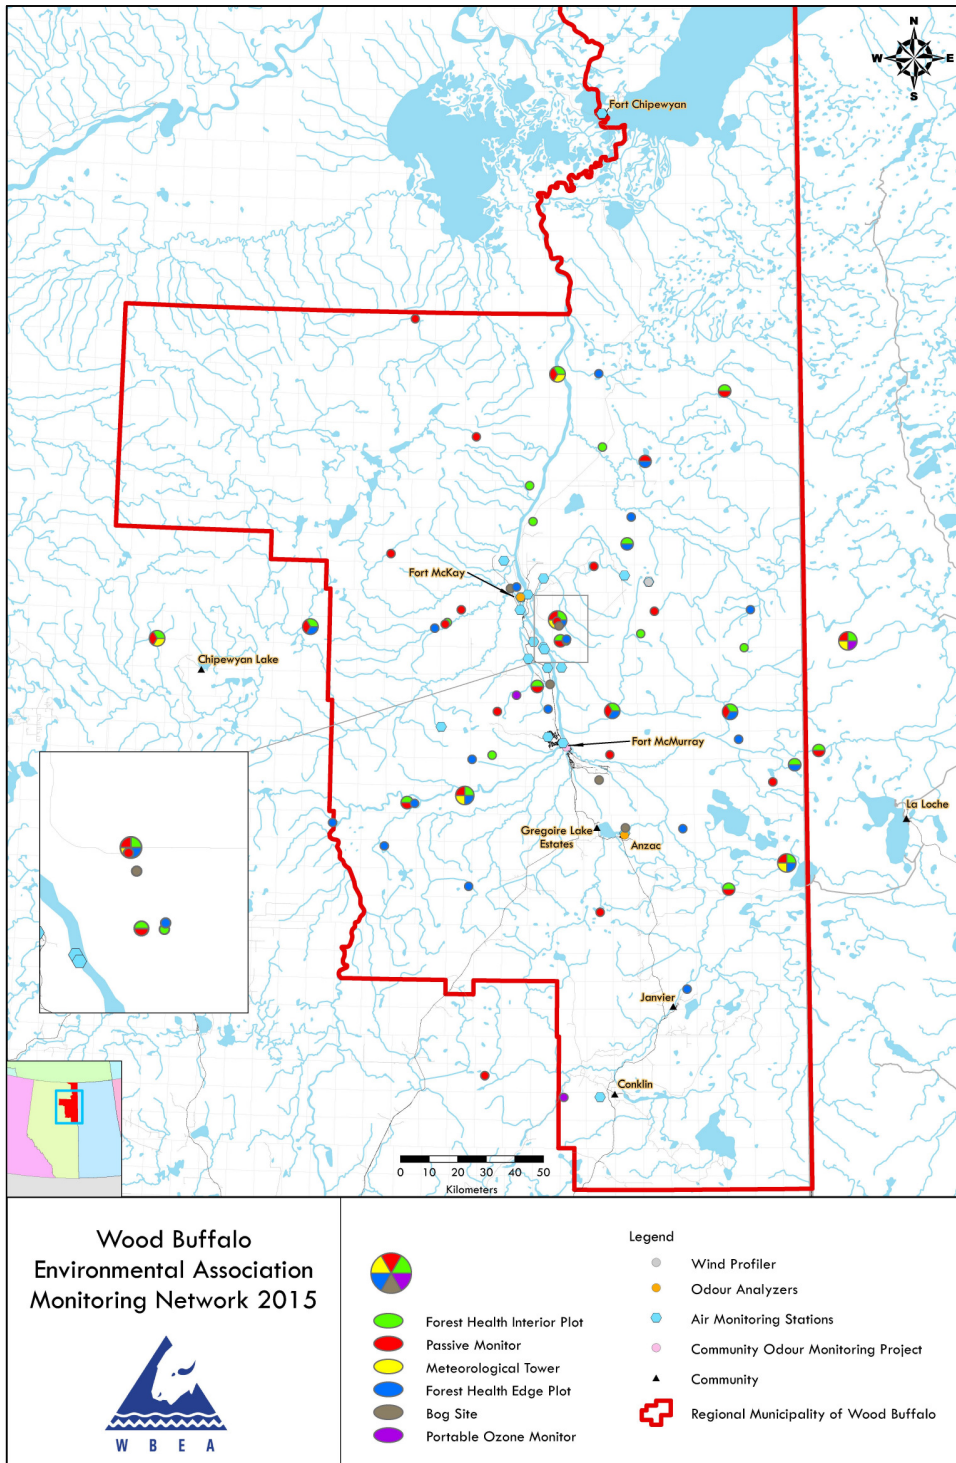 N
W E
S
Fort Chipewyan
Fort McKay
Chipewyan Lake
Fort McMurray
La Loche
Gregoire Lake
Estates
Anzac
Janvier
Conklin
0 10 20 30 40 50
Kilometers
Wood Buffalo
Environmental Association
Monitoring Network 2015
W B E A
Forest Health Interior Plot
Passive Monitor
Meteorological Tower
Forest Health Edge Plot
Bog Site
Portable Ozone Monitor
Legend
Wind Profiler
Odour Analyzers
Air Monitoring Stations
Community Odour Monitoring Project
Community
Regional Municipality of Wood Buffalo